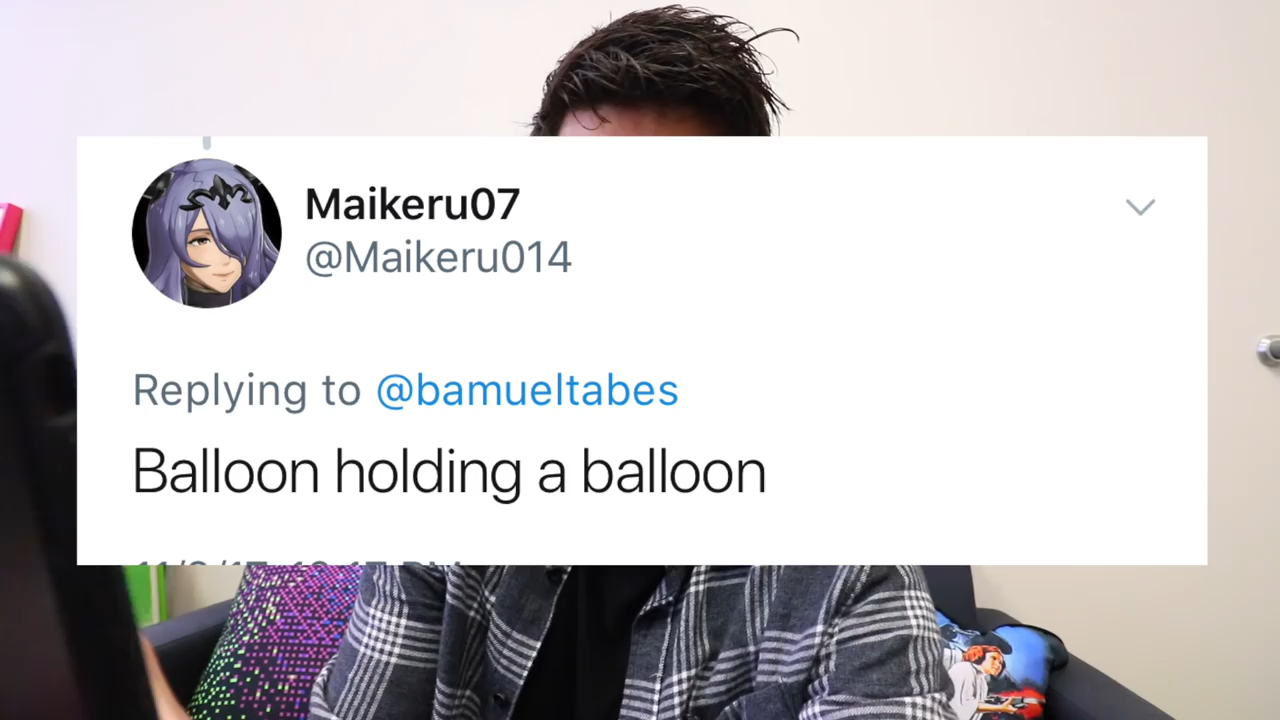 Maikeru07
@Maikeru014
Replying to @bamueltabes
Balloon holding a balloon